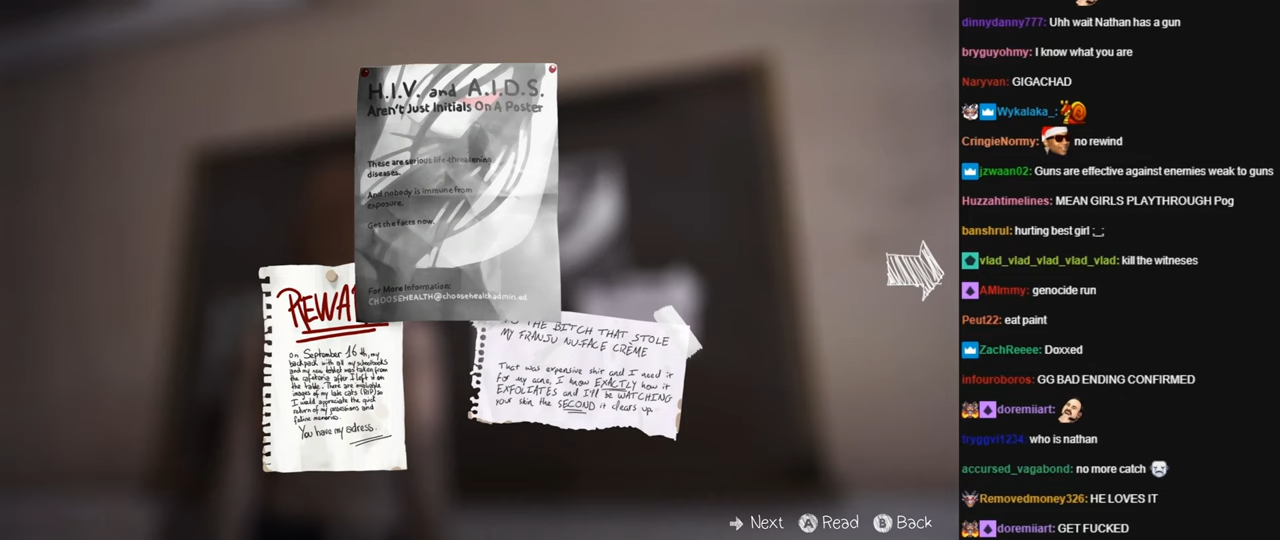 H.I.V. and A.I.D.S.
Aren't Just Initials On A Poster
These are serious life-threatening
diseases.
And nobody is immune from
exposure.
Get the facts now.
For More Information:
CHOOSEHEALTH@choosehealthadmin.ed
REWA
On September 16th, my
backpack with all my schoolbooks
and my new tablet was taken from
the cafeteria after I left it on
the table. There are invaluable
images of my late cats (RIP) so
I would appreciate the quick
return of my possessions and
feline memories.
You have my adress.
TO THE BITCH THAT STOLE
MY FRANJU NU-FACE CRÈME
That was expensive shit and I need it
for my acne, I know EXACTLY how it
EXFOLIATES and I'll be WATCHING
your skin the SECOND it clears up.
Next
A Read
B Back
dinnydanny777: Uhh wait Nathan has a gun
bryguyohmy: I know what you are
Naryvan: GIGACHAD
Wykalaka_:
CringieNormy: no rewind
jzwaan02: Guns are effective against enemies weak to guns
Huzzahtimelines: MEAN GIRLS PLAYTHROUGH Pog
banshrul: hurting best girl ;_;
vlad_vlad_vlad_vlad_vlad: kill the witneses
AMImmy: genocide run
Peut22: eat paint
ZachReeee: Doxxed
infouroboros: GG BAD ENDING CONFIRMED
doremiiart:
tryggvi1234: who is nathan
accursed_vagabond: no more catch
Removedmoney326: HE LOVES IT
doremiiart: GET FUCKED